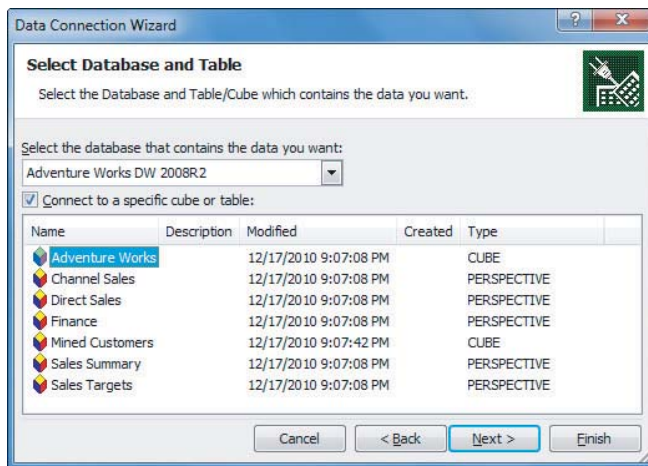 Data Connection Wizard
Select Database and Table
Select the Database and Table/Cube which contains the data you want.
Select the database that contains the data you want:
Adventure Works DW 2008R2
Connect to a specific cube or table:
Name Description Modified Created Type
Adventure Works 12/17/2010 9:07:08 PM CUBE
Channel Sales 12/17/2010 9:07:08 PM PERSPECTIVE
Direct Sales 12/17/2010 9:07:08 PM PERSPECTIVE
Finance 12/17/2010 9:07:08 PM PERSPECTIVE
Mined Customers 12/17/2010 9:07:42 PM CUBE
Sales Summary 12/17/2010 9:07:08 PM PERSPECTIVE
Sales Targets 12/17/2010 9:07:08 PM PERSPECTIVE
Cancel < Back Next > Finish